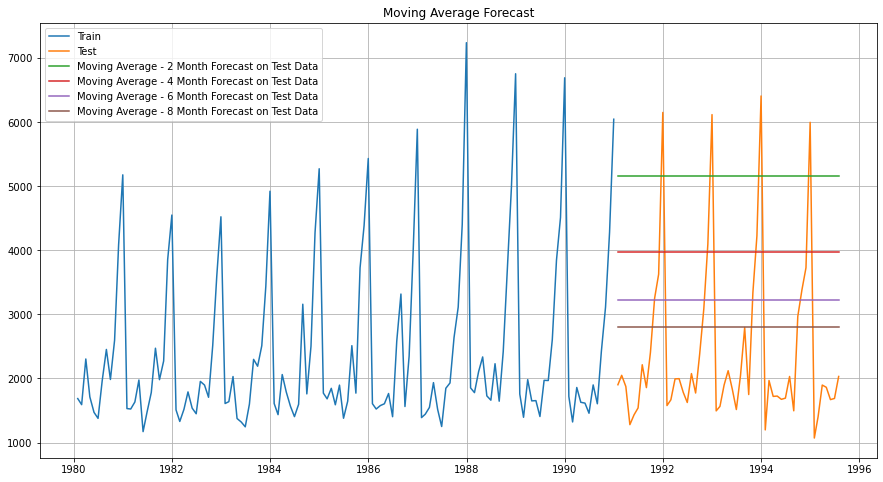 Moving Average Forecast
Train
Test
Moving Average - 2 Month Forecast on Test Data
Moving Average - 4 Month Forecast on Test Data
Moving Average - 6 Month Forecast on Test Data
Moving Average - 8 Month Forecast on Test Data
7000
6000
5000
4000
3000
2000
1000
1980 1982 1984 1986 1988 1990 1992 1994 1996